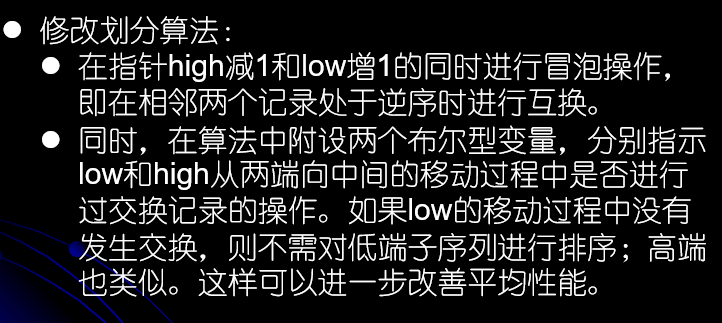 修改划分算法：
在指针high减1和low增1的同时进行冒泡操作，
即在相邻两个记录处于逆序时进行互换。
同时，在算法中附设两个布尔型变量，分别指示
low和high从两端向中间的移动过程中是否进行
过交换记录的操作。如果low的移动过程中没有
发生交换，则不需对低端子序列进行排序；高端
也类似。这样可以进一步改善平均性能。